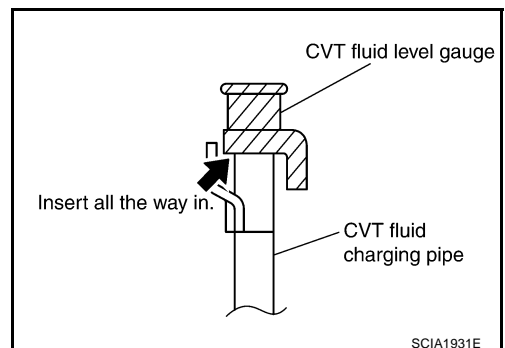 CVT fluid level gauge
Insert all the way in.
CVT fluid
charging pipe
SCIA1931E